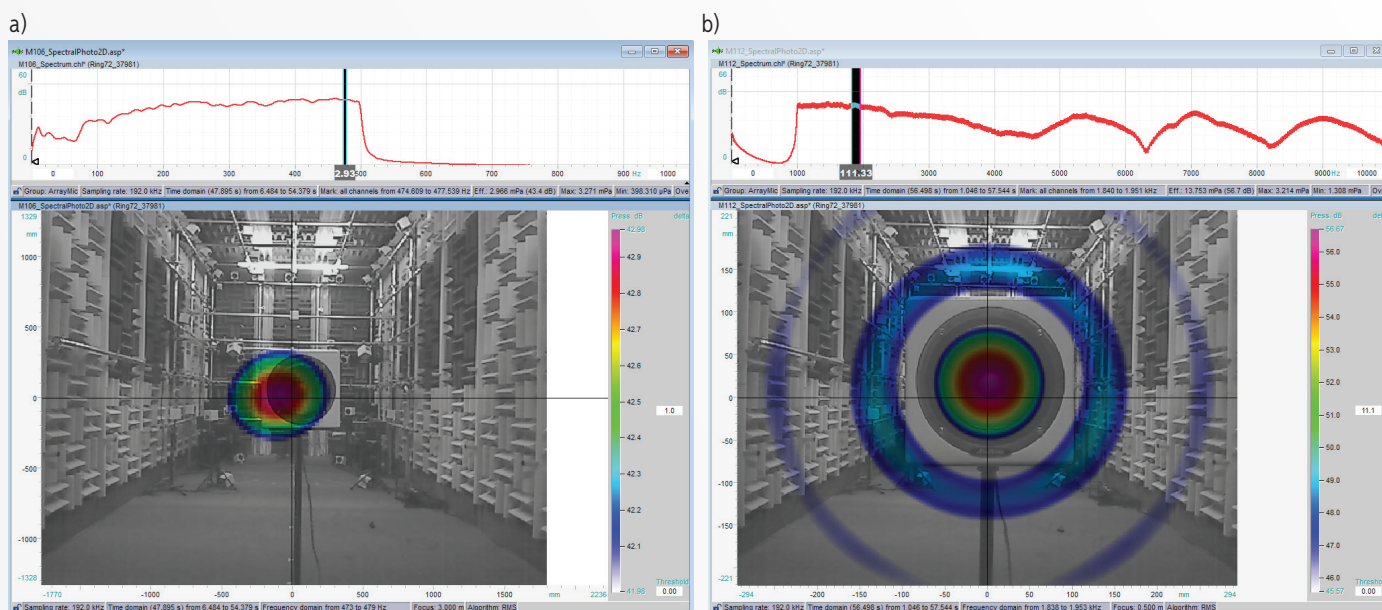 a)
M106_SpectralPhoto2D.asp*
M106_Spectrum.chl* (Ring72_37981)
60
dB
0
0 100 200 300 400 2.93 500 600 700 800 900 Hz 1000
Group: ArrayMic Sampling rate: 192.0 kHz Time domain (47.895 s) from 6.484 to 54.379 s Mark: all channels from 474.609 to 477.539 Hz Eff.: 2.966 mPa (43.4 dB) Max: 3.271 mPa Min: 398.310 µPa Ove
M106_SpectralPhoto2D.asp* (Ring72_37981)
1329
mm
1000
500
0
-500
-1000
-1328
-1770 -1000 -500 0 500 1000 1500 mm 2236
Press. dB delta
42.98
42.9
42.8
42.7
42.6
42.5
42.4
42.3
42.2
42.1
41.98
1.0
Threshold
0.00
Sampling rate: 192.0 kHz Time domain (47.895 s) from 6.484 to 54.379 s Frequency domain from 473 to 479 Hz Focus: 3.000 m Algorithm: RMS
b)
M112_SpectralPhoto2D.asp*
M112_Spectrum.chl* (Ring72_37981)
66
dB
0
0 1000 111.33 3000 4000 5000 6000 7000 8000 9000 Hz 10000
Group: ArrayMic Sampling rate: 192.0 kHz Time domain (56.498 s) from 1.046 to 57.544 s Mark: all channels from 1.840 to 1.951 kHz Eff.: 13.753 mPa (56.7 dB) Max: 3.214 mPa Min: 1.308 mPa
M112_SpectralPhoto2D.asp* (Ring72_37981)
221
mm
150
100
50
0
-50
-100
-150
-221
-294 -200 -150 -100 -50 0 50 100 150 200 mm 294
Press. dB del
56.67
56.0
55.0
54.0
53.0
52.0
51.0
50.0
49.0
48.0
47.0
46.0
45.57
11.1
Threshold
0.00
Sampling rate: 192.0 kHz Time domain (56.498 s) from 1.046 to 57.544 s Frequency domain from 1.838 to 1.953 kHz Focus: 0.500 m Algorithm: RMS